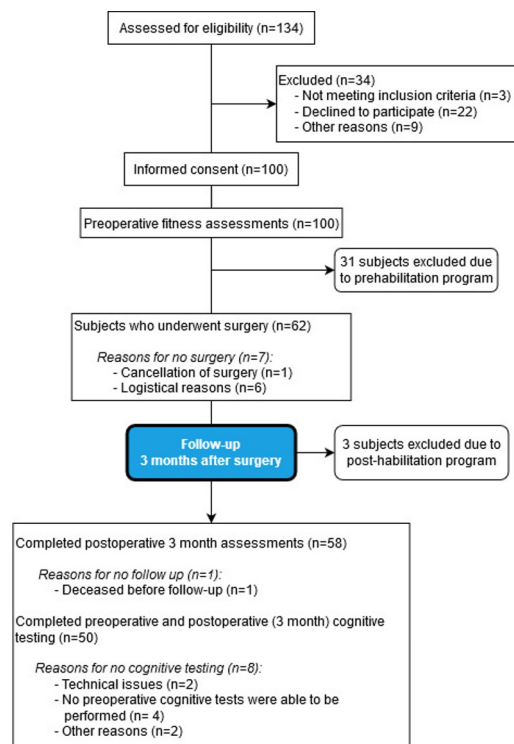 Assessed for eligibility (n=134)
Excluded (n=34)
- Not meeting inclusion criteria (n=3)
- Declined to participate (n=22)
- Other reasons (n=9)
Informed consent (n=100)
Preoperative fitness assessments (n=100)
31 subjects excluded due
to prehabilitation program
Subjects who underwent surgery (n=62)
Reasons for no surgery (n=7):
- Cancellation of surgery (n=1)
- Logistical reasons (n=6)
Follow-up
3 months after surgery
3 subjects excluded due to
post-habilitation program
Completed postoperative 3 month assessments (n=58)
Reasons for no follow up (n=1):
- Deceased before follow-up (n=1)
Completed preoperative and postoperative (3 month) cognitive
testing (n=50)
Reasons for no cognitive testing (n=8):
- Technical issues (n=2)
- No preoperative cognitive tests were able to be
performed (n= 4)
- Other reasons (n=2)